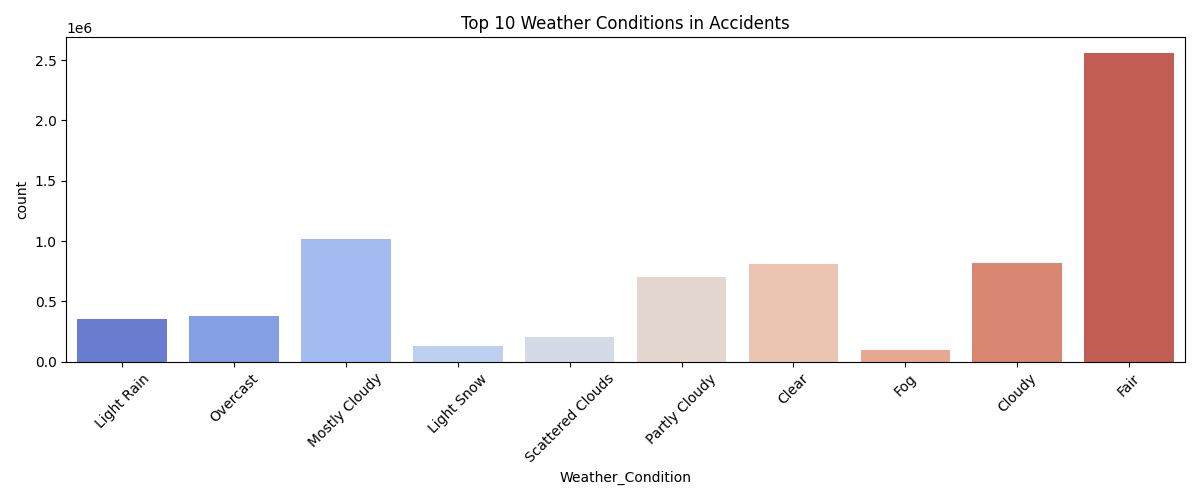 Top 10 Weather Conditions in Accidents
1e6
2.5
2.0
1.5
1.0
0.5
0.0
count
Light Rain
Overcast
Mostly Cloudy
Light Snow
Scattered Clouds
Partly Cloudy
Clear
Fog
Cloudy
Fair
Weather_Condition